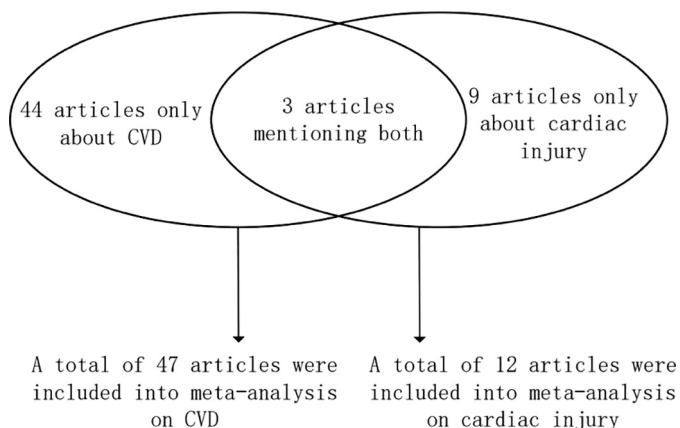 44 articles only
about CVD
3 articles
mentioning both
9 articles only
about cardiac
injury
A total of 47 articles were
included into meta-analysis
on CVD
A total of 12 articles were
included into meta-analysis
on cardiac injury